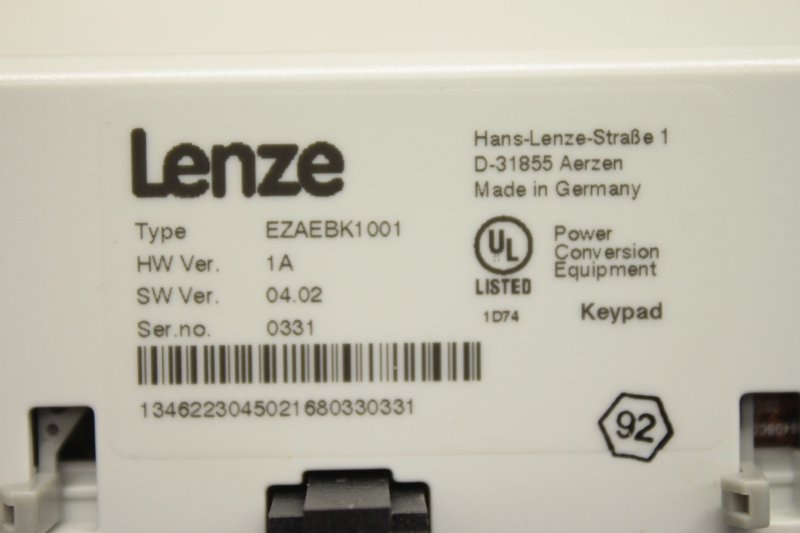 Lenze
Hans-Lenze-Straße 1
D-31855 Aerzen
Made in Germany
Type EZAEBK1001
HW Ver. 1A
SW Ver. 04.02
Ser.no. 0331
UL
LISTED
1D74
Power
Conversion
Equipment
Keypad
1346223045021680330331
92